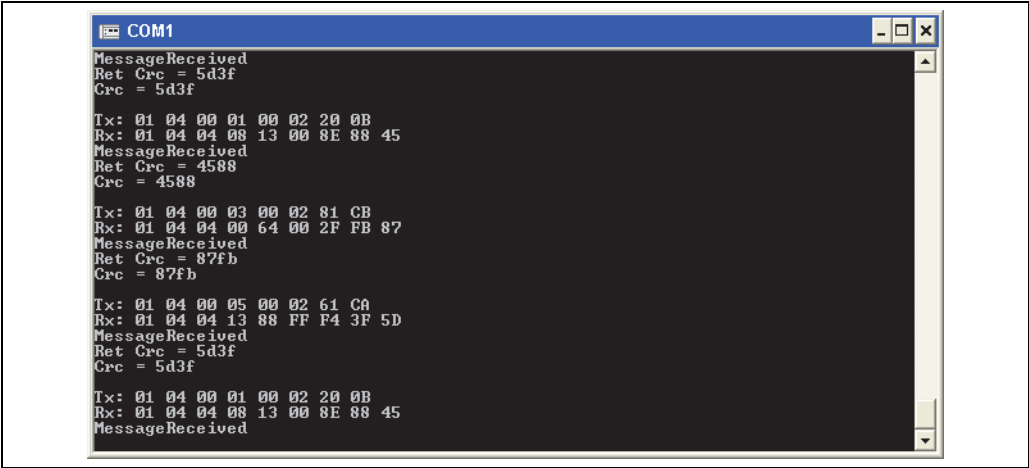 COM1
MessageReceived
Ret Crc = 5d3f
Crc = 5d3f
Tx: 01 04 00 01 00 02 20 0B
Rx: 01 04 04 08 13 00 8E 88 45
MessageReceived
Ret Crc = 4588
Crc = 4588
Tx: 01 04 00 03 00 02 81 CB
Rx: 01 04 04 00 64 00 2F FB 87
MessageReceived
Ret Crc = 87fb
Crc = 87fb
Tx: 01 04 00 05 00 02 61 CA
Rx: 01 04 04 13 88 FF F4 3F 5D
MessageReceived
Ret Crc = 5d3f
Crc = 5d3f
Tx: 01 04 00 01 00 02 20 0B
Rx: 01 04 04 08 13 00 8E 88 45
MessageReceived